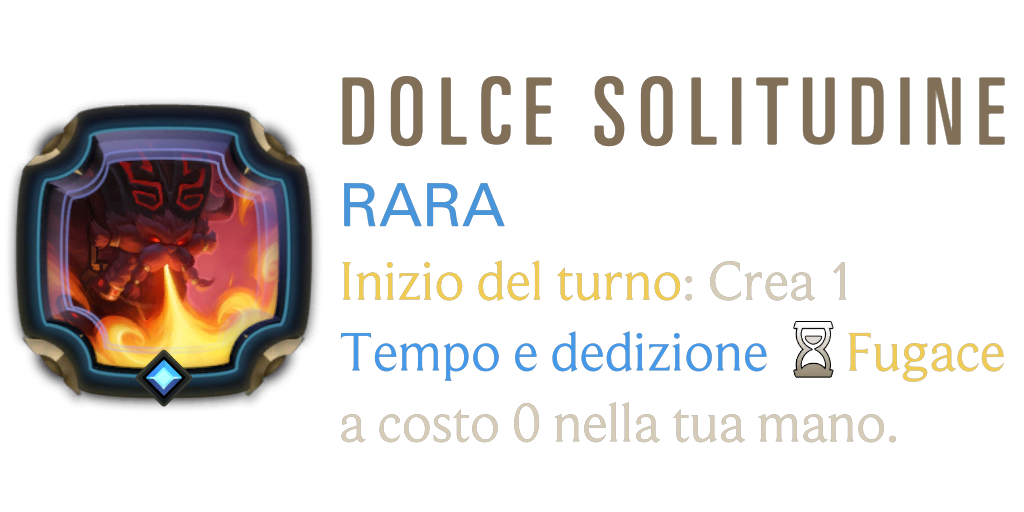 DOLCE SOLITUDINE
RARA
Inizio del turno: Crea 1
Tempo e dedizione Fugace
a costo 0 nella tua mano.